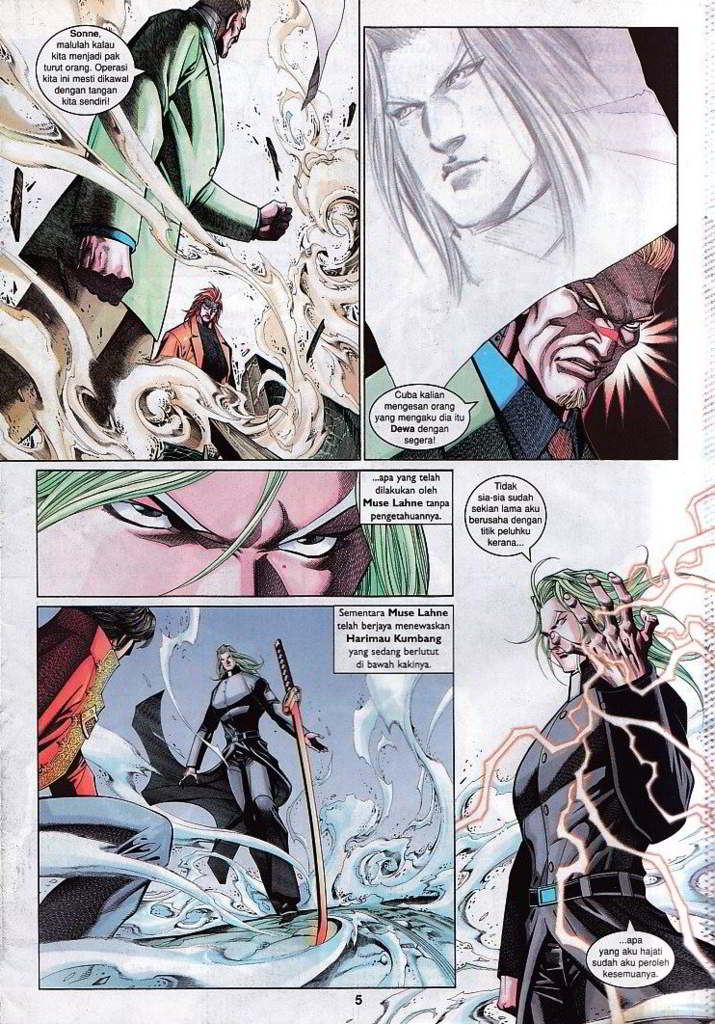 Sonne,
malulah kalau
kita menjadi pak
turut orang. Operasi
kita ini mesti dikawal
dengan tangan
kita sendiri!
Cuba kalian
mengesan orang
yang mengaku dia itu
Dewa dengan
segera!
...apa yang telah
dilakukan oleh
Muse Lahne tanpa
pengetahuannya.
Tidak
sia-sia sudah
sekian lama aku
berusaha dengan
titik peluhku
kerana...
Sementara Muse Lahne
telah berjaya menewaskan
Harimau Kumbang
yang sedang berlutut
di bawah kakinya.
...apa
yang aku hajati
sudah aku peroleh
kesemuanya.
5